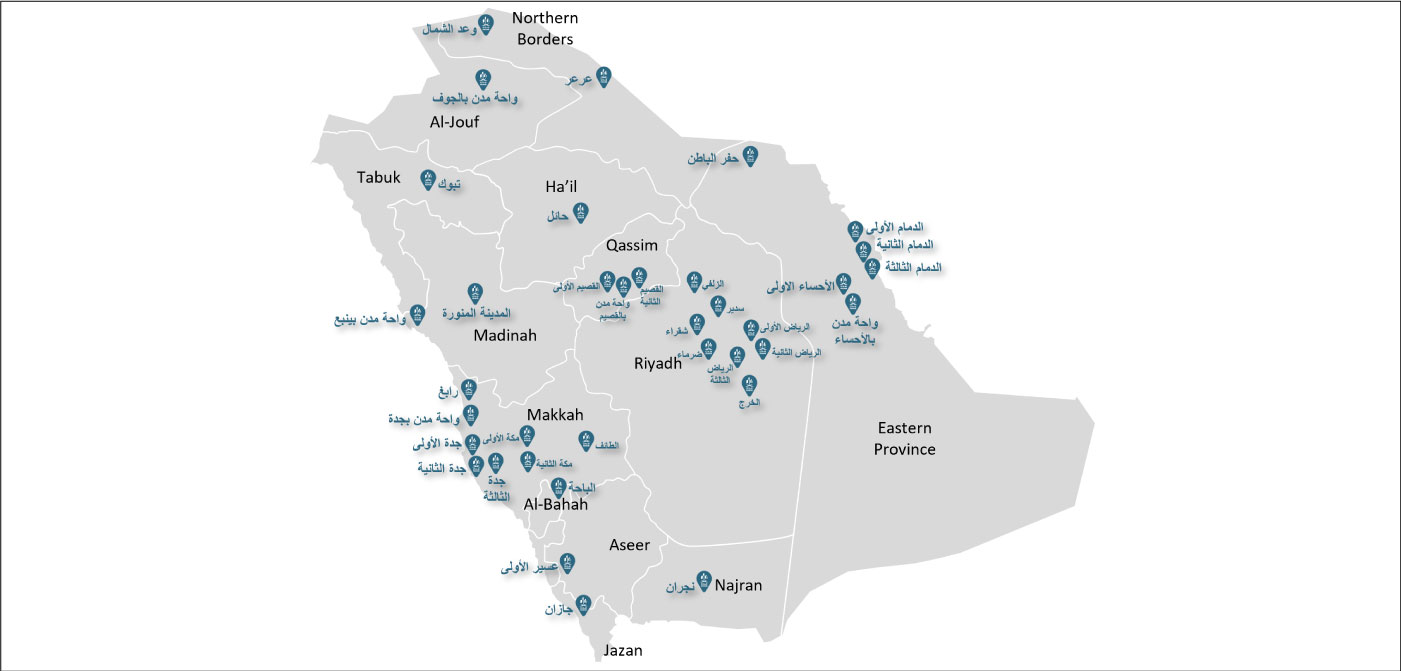 Northern
Borders
وعد الشمال
عرعر
واحة مدن بالجوف
Al-Jouf
حفر الباطن
Tabuk
تبوك
Ha'il
حائل
الدمام الأولى
الدمام الثانية
الدمام الثالثة
Qassim
القصيم الأولى
واحة مدن
بالقصيم
القصيم
الثانية
الزلفي
سدير
الأحساء الاولى
واحة مدن
بالأحساء
المدينة المنورة
واحة مدن بينبع
Madinah
شقراء
الرياض الأولى
ضرماء
الرياض الثانية
Riyadh
الرياض
الثالثة
الخرج
رابغ
واحة مدن بجدة
Makkah
جدة الأولى
مكة الأولى
الطائف
جدة الثانية
جدة
الثالثة
مكة الثانية
Eastern
Province
الباحة
Al-Bahah
Aseer
عسير الأولى
نجران
Najran
جازان
Jazan